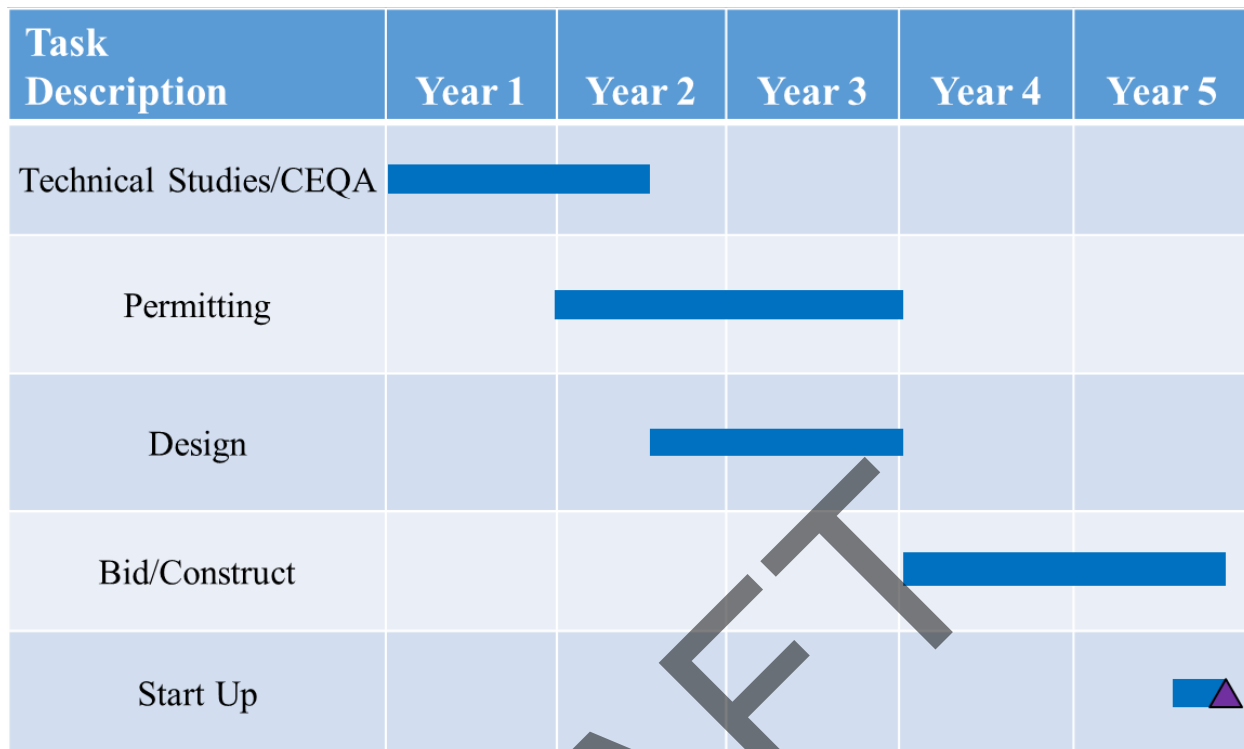 Task
Description
Year 1
Year 2
Year 3
Year 4
Year 5
Technical Studies/CEQA
Permitting
Design
Bid/Construct
Start Up